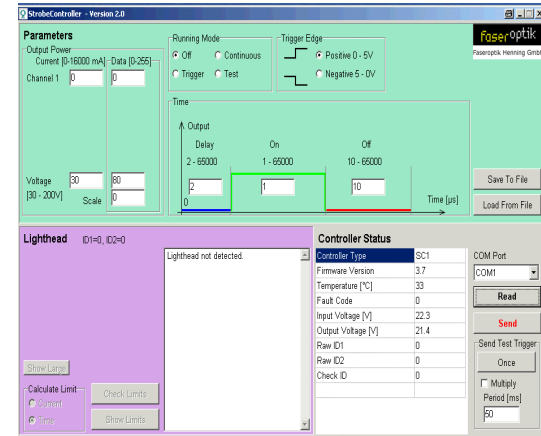 StrobeController - Version 2.0
Parameters
Output Power
Current [0-16000 mA]
Data [0-255]
Channel 1
0
0
Voltage
[30 - 200V]
30
80
Scale
0
Running Mode
Off
Continuous
Trigger
Test
Trigger Edge
Positive 0 - 5V
Negative 5 - 0V
faseroptik
Faseroptik Henning GmbH
Time
Output
Delay
On
Off
2 - 65000
1 - 65000
10 - 65000
2
1
10
0
Time [µs]
Save To File
Load From File
Lighthead
ID1=0, ID2=0
Lighthead not detected.
Show Large
Calculate Limit
Current
Time
Check Limits
Show Limits
Controller Status
Controller Type SC1
Firmware Version 3.7
Temperature [°C] 33
Fault Code 0
Input Voltage [V] 22.3
Output Voltage [V] 21.4
Raw ID1 0
Raw ID2 0
Check ID 0
COM Port
COM1
Read
Send
Send Test Trigger
Once
Multiply
Period [ms]
50